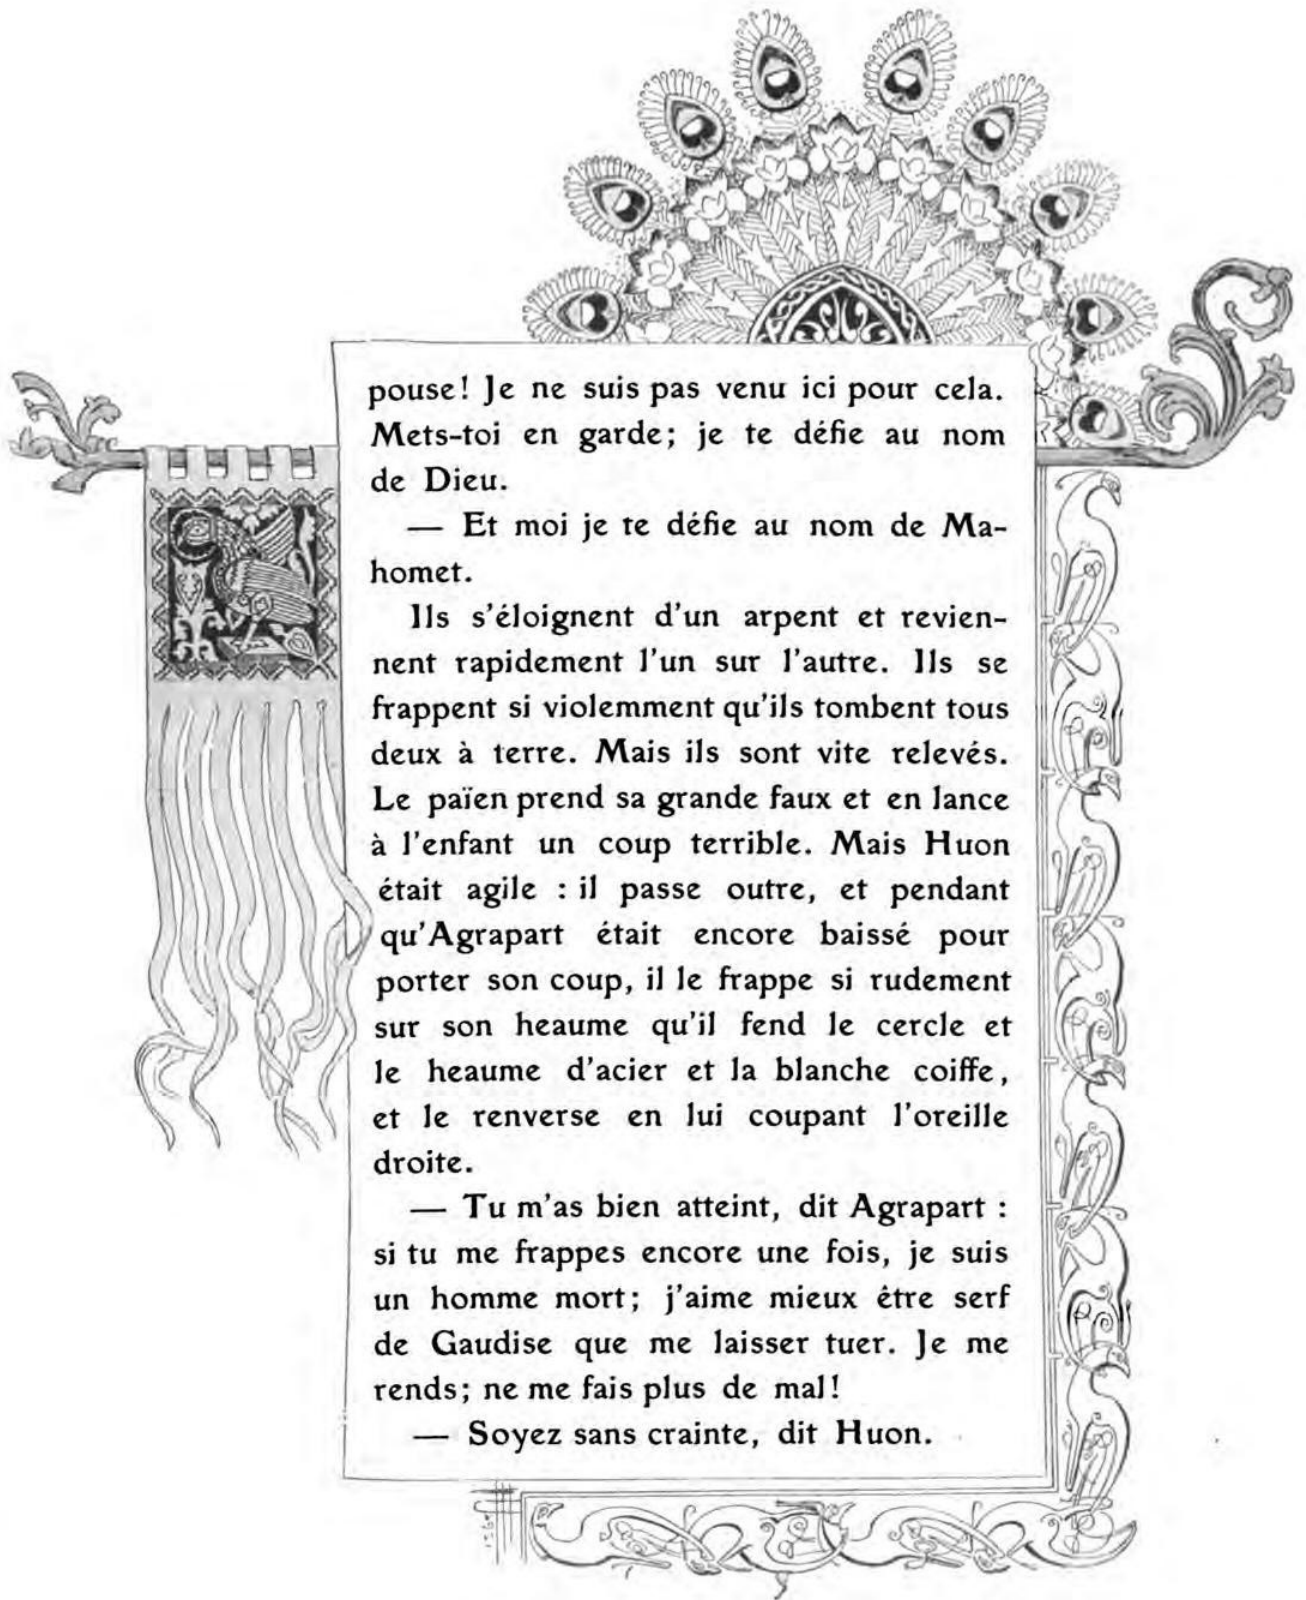 pouse! Je ne suis pas venu ici pour cela.
Mets-toi en garde; je te défie au nom
de Dieu.
— Et moi je te défie au nom de Ma-
homet.
Ils s'éloignent d'un arpent et revien-
nent rapidement l'un sur l'autre. Ils se
frappent si violemment qu'ils tombent tous
deux à terre. Mais ils sont vite relevés.
Le païen prend sa grande faux et en lance
à l'enfant un coup terrible. Mais Huon
était agile : il passe outre, et pendant
qu'Agrapart était encore baissé pour
porter son coup, il le frappe si rudement
sur son heaume qu'il fend le cercle et
le heaume d'acier et la blanche coiffe,
et le renverse en lui coupant l'oreille
droite.
— Tu m'as bien atteint, dit Agrapart :
si tu me frappes encore une fois, je suis
un homme mort; j'aime mieux être serf
de Gaudise que me laisser tuer. Je me
rends; ne me fais plus de mal!
— Soyez sans crainte, dit Huon.